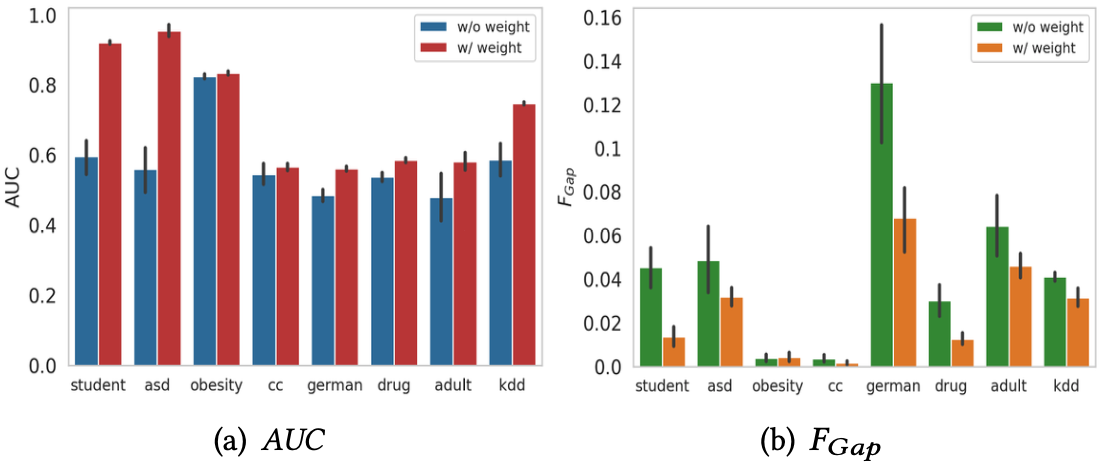 AUC
1.0
0.8
0.6
0.4
0.2
0.0
w/o weight
w/ weight
student asd obesity cc german drug adult kdd
(a) AUC
F_Gap
0.16
0.14
0.12
0.1
0.08
0.06
0.04
0.02
0.0
w/o weight
w/ weight
student asd obesity cc german drug adult kdd
(b) F_Gap